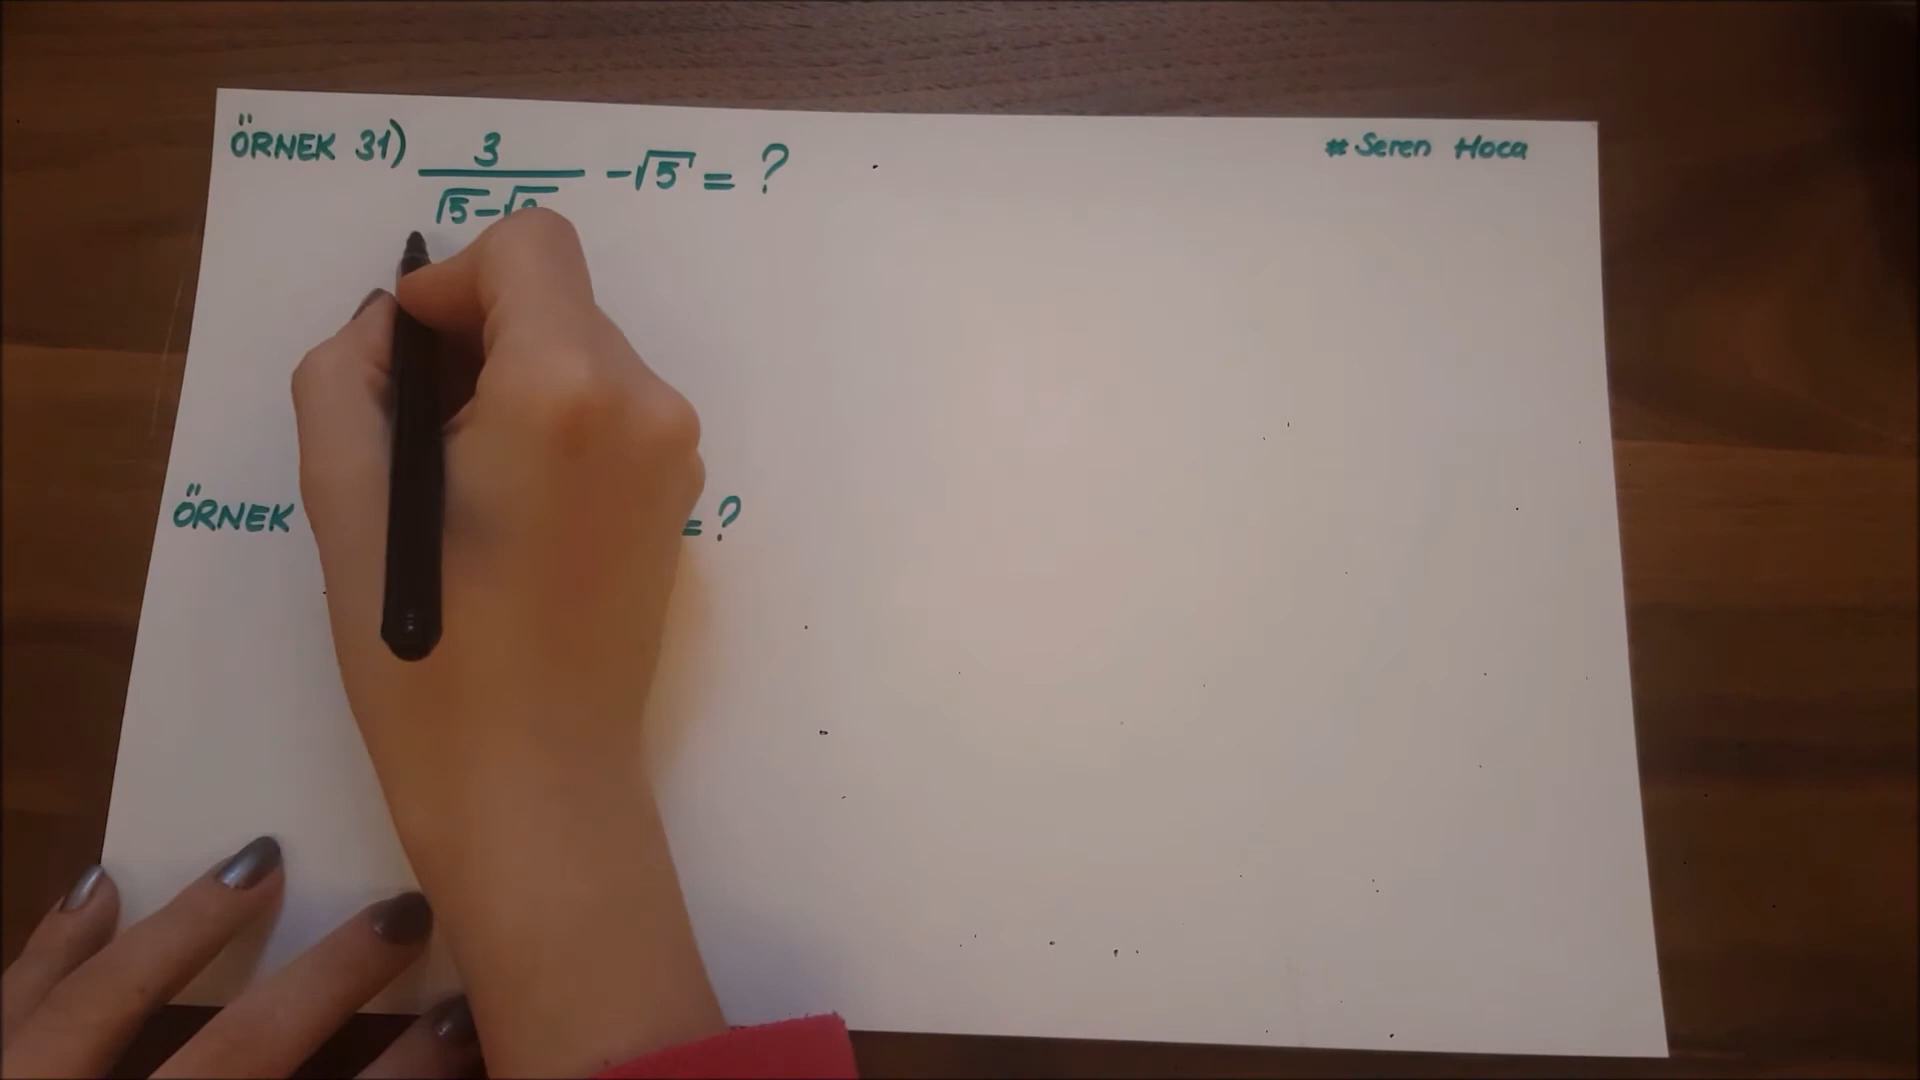 ÖRNEK 31) 3 / √5-√ -√5 = ?
# Seren Hoca
ÖRNEK = ?